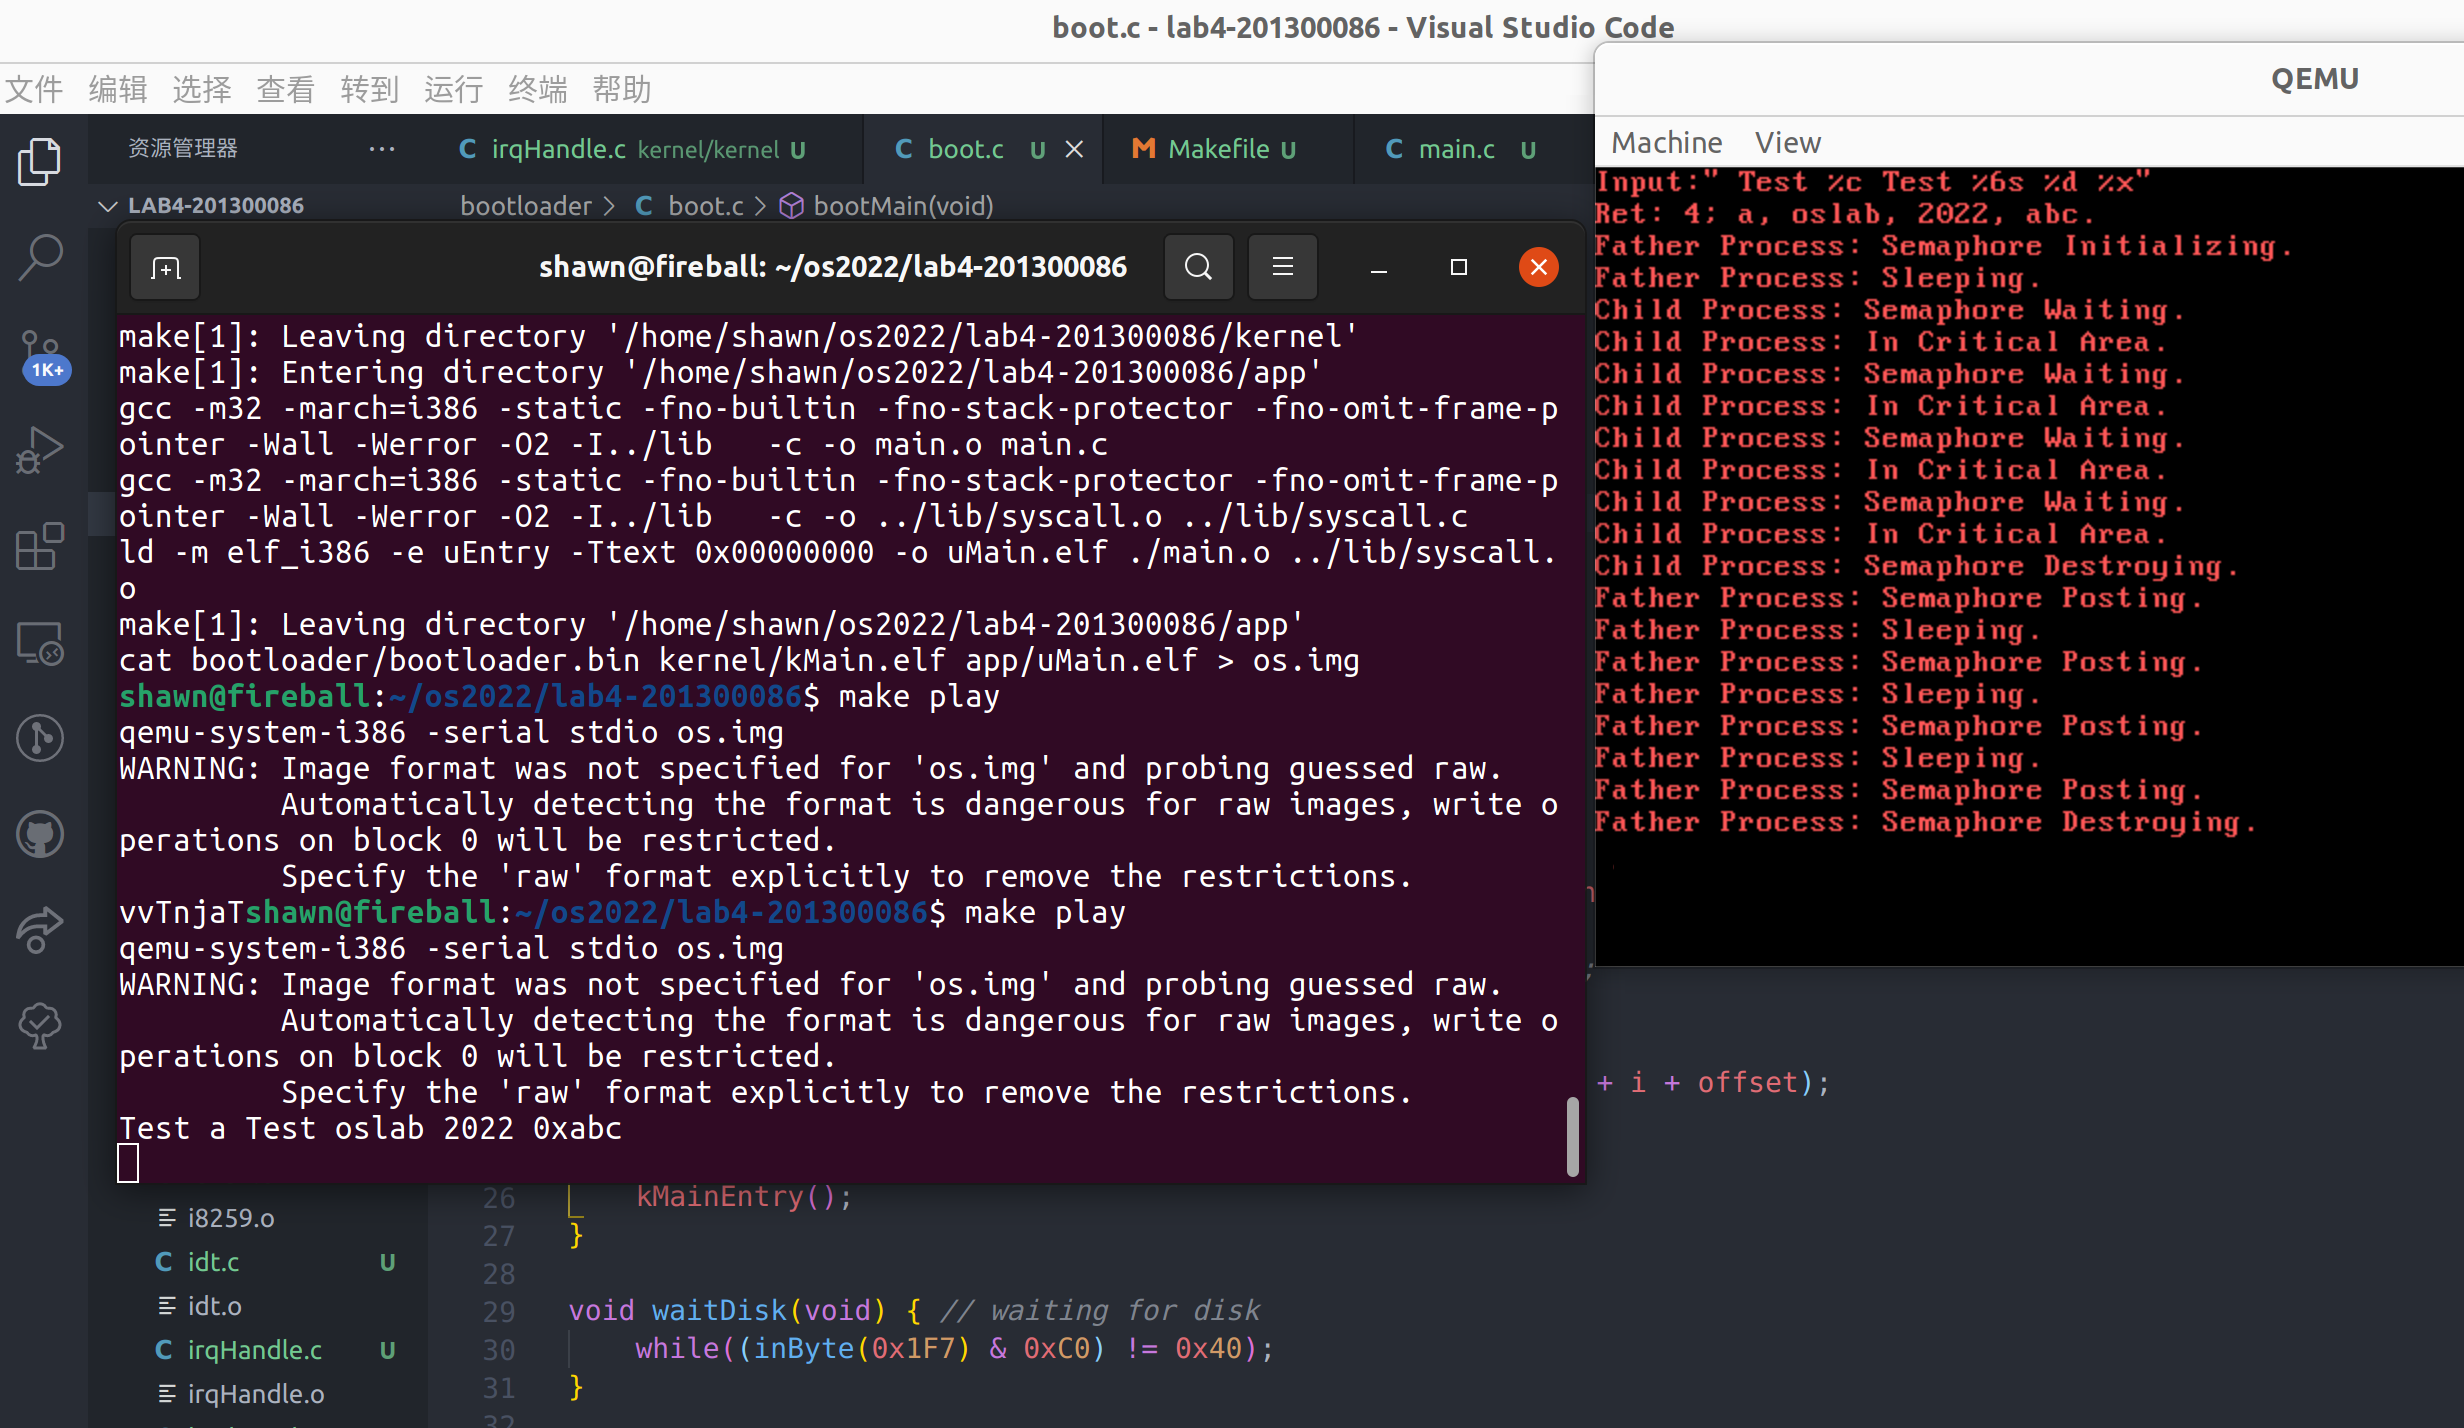 boot.c - lab4-201300086 - Visual Studio Code
文件 编辑 选择 查看 转到 运行 终端 帮助
资源管理器 ···
C irqHandle.c kernel/kernel U
C boot.c U
M Makefile U
C main.c U
LAB4-201300086
bootloader > C boot.c > bootMain(void)
1K+
shawn@fireball: ~/os2022/lab4-201300086
make[1]: Leaving directory '/home/shawn/os2022/lab4-201300086/kernel'
make[1]: Entering directory '/home/shawn/os2022/lab4-201300086/app'
gcc -m32 -march=i386 -static -fno-builtin -fno-stack-protector -fno-omit-frame-p
ointer -Wall -Werror -O2 -I../lib   -c -o main.o main.c
gcc -m32 -march=i386 -static -fno-builtin -fno-stack-protector -fno-omit-frame-p
ointer -Wall -Werror -O2 -I../lib   -c -o ../lib/syscall.o ../lib/syscall.c
ld -m elf_i386 -e uEntry -Ttext 0x00000000 -o uMain.elf ./main.o ../lib/syscall.
o
make[1]: Leaving directory '/home/shawn/os2022/lab4-201300086/app'
cat bootloader/bootloader.bin kernel/kMain.elf app/uMain.elf > os.img
shawn@fireball:~/os2022/lab4-201300086$ make play
qemu-system-i386 -serial stdio os.img
WARNING: Image format was not specified for 'os.img' and probing guessed raw.
         Automatically detecting the format is dangerous for raw images, write o
perations on block 0 will be restricted.
         Specify the 'raw' format explicitly to remove the restrictions.
vvTnjaTshawn@fireball:~/os2022/lab4-201300086$ make play
qemu-system-i386 -serial stdio os.img
WARNING: Image format was not specified for 'os.img' and probing guessed raw.
         Automatically detecting the format is dangerous for raw images, write o
perations on block 0 will be restricted.
         Specify the 'raw' format explicitly to remove the restrictions.
Test a Test oslab 2022 0xabc
QEMU
Machine View
Input:" Test %c Test %6s %d %x"
Ret: 4; a, oslab, 2022, abc.
Father Process: Semaphore Initializing.
Father Process: Sleeping.
Child Process: Semaphore Waiting.
Child Process: In Critical Area.
Child Process: Semaphore Waiting.
Child Process: In Critical Area.
Child Process: Semaphore Waiting.
Child Process: In Critical Area.
Child Process: Semaphore Waiting.
Child Process: In Critical Area.
Child Process: Semaphore Destroying.
Father Process: Semaphore Posting.
Father Process: Sleeping.
Father Process: Semaphore Posting.
Father Process: Sleeping.
Father Process: Semaphore Posting.
Father Process: Sleeping.
Father Process: Semaphore Posting.
Father Process: Semaphore Destroying.
+ i + offset);
i8259.o
C idt.c U
idt.o
C irqHandle.c U
irqHandle.o
26 kMainEntry();
27 }
28
29 void waitDisk(void) { // waiting for disk
30 while((inByte(0x1F7) & 0xC0) != 0x40);
31 }
32